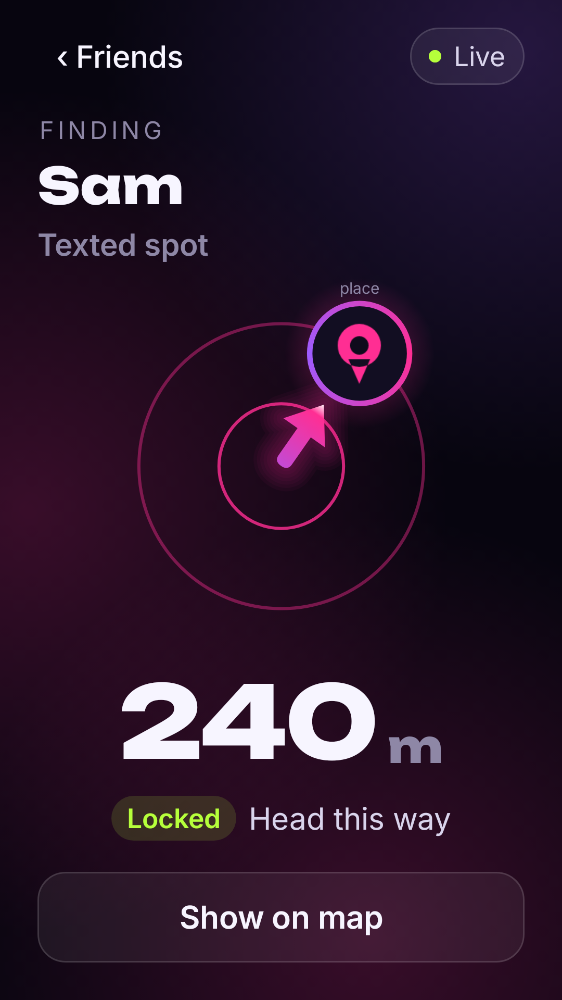 ‹ Friends
Live
FINDING
Sam
Texted spot
place
240 m
Locked Head this way
Show on map